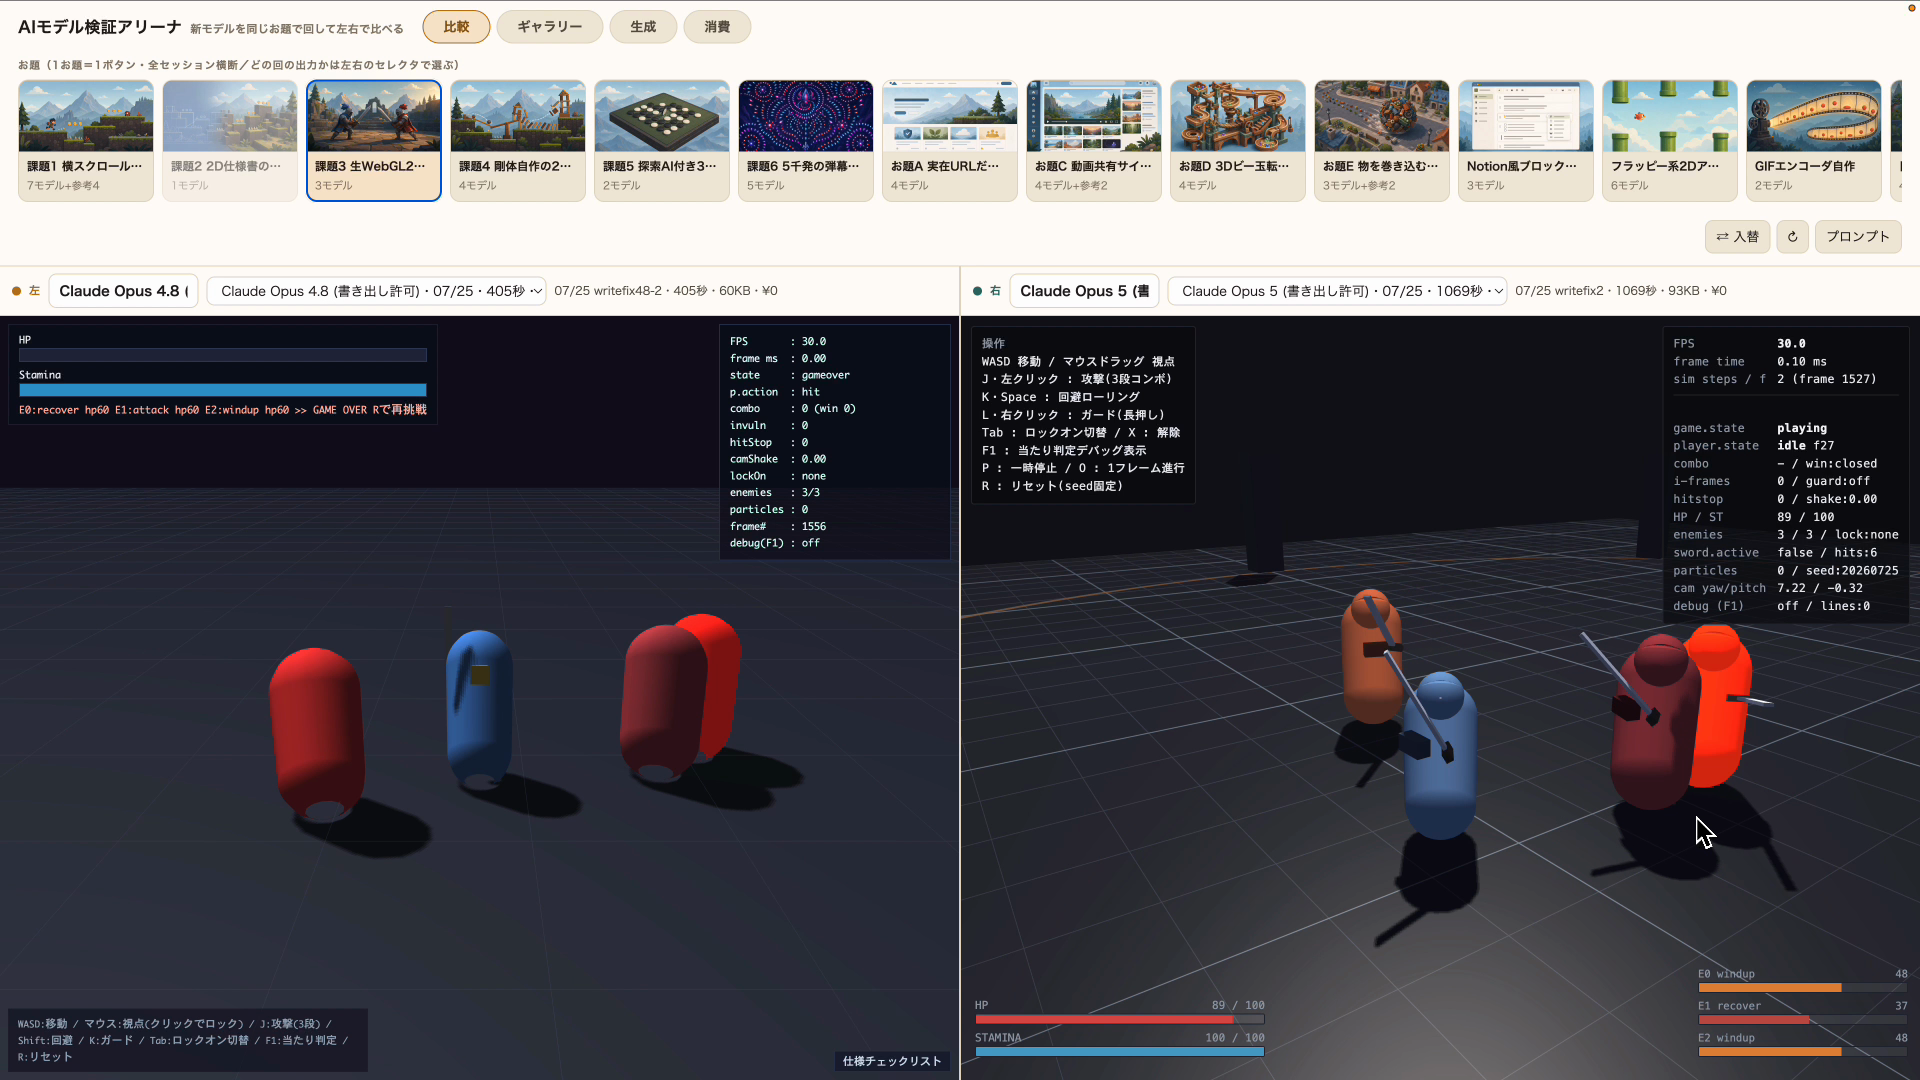 AIモデル検証アリーナ 新モデルを同じお題で回して左右で比べる 比較 ギャラリー 生成 消費
お題（1お題＝1ボタン・全セッション横断／どの回の出力かは左右のセレクタで選ぶ）
課題1 横スクロール…
7モデル+参考4
課題2 2D仕様書の…
1モデル
課題3 生WebGL2…
3モデル
課題4 剛体自作の2…
4モデル
課題5 探索AI付き3…
2モデル
課題6 5千発の弾幕…
5モデル
お題A 実在URLだ…
4モデル
お題C 動画共有サイ…
4モデル+参考2
お題D 3Dビー玉転…
4モデル
お題E 物を巻き込む…
3モデル+参考2
Notion風ブロック…
3モデル
フラッピー系2Dア…
6モデル
GIFエンコーダ自作
2モデル
⇄ 入替 ↻ プロンプト
左 Claude Opus 4.8 ( Claude Opus 4.8 (書き出し許可)・07/25・405秒・ 07/25 writefix48-2・405秒・60KB・¥0
HP
Stamina
E0:recover hp60 E1:attack hp60 E2:windup hp60 >> GAME OVER Rで再挑戦
FPS : 30.0
frame ms : 0.00
state : gameover
p.action : hit
combo : 0 (win 0)
invuln : 0
hitStop : 0
camShake : 0.00
lockOn : none
enemies : 3/3
particles : 0
frame# : 1556
debug(F1) : off
WASD:移動 / マウス:視点(クリックでロック) / J:攻撃(3段) /
Shift:回避 / K:ガード / Tab:ロックオン切替 / F1:当たり判定 /
R:リセット
仕様チェックリスト
右 Claude Opus 5 (書 Claude Opus 5 (書き出し許可)・07/25・1069秒・ 07/25 writefix2・1069秒・93KB・¥0
操作
WASD 移動 / マウスドラッグ 視点
J・左クリック : 攻撃(3段コンボ)
K・Space : 回避ローリング
L・右クリック : ガード(長押し)
Tab : ロックオン切替 / X : 解除
F1 : 当たり判定デバッグ表示
P : 一時停止 / O : 1フレーム進行
R : リセット(seed固定)
FPS 30.0
frame time 0.10 ms
sim steps / f 2 (frame 1527)
game.state playing
player.state idle f27
combo – / win:closed
i-frames 0 / guard:off
hitstop 0 / shake:0.00
HP / ST 89 / 100
enemies 3 / 3 / lock:none
sword.active false / hits:6
particles 0 / seed:20260725
cam yaw/pitch 7.22 / −0.32
debug (F1) off / lines:0
HP 89 / 100
STAMINA 100 / 100
E0 windup 48
E1 recover 37
E2 windup 48